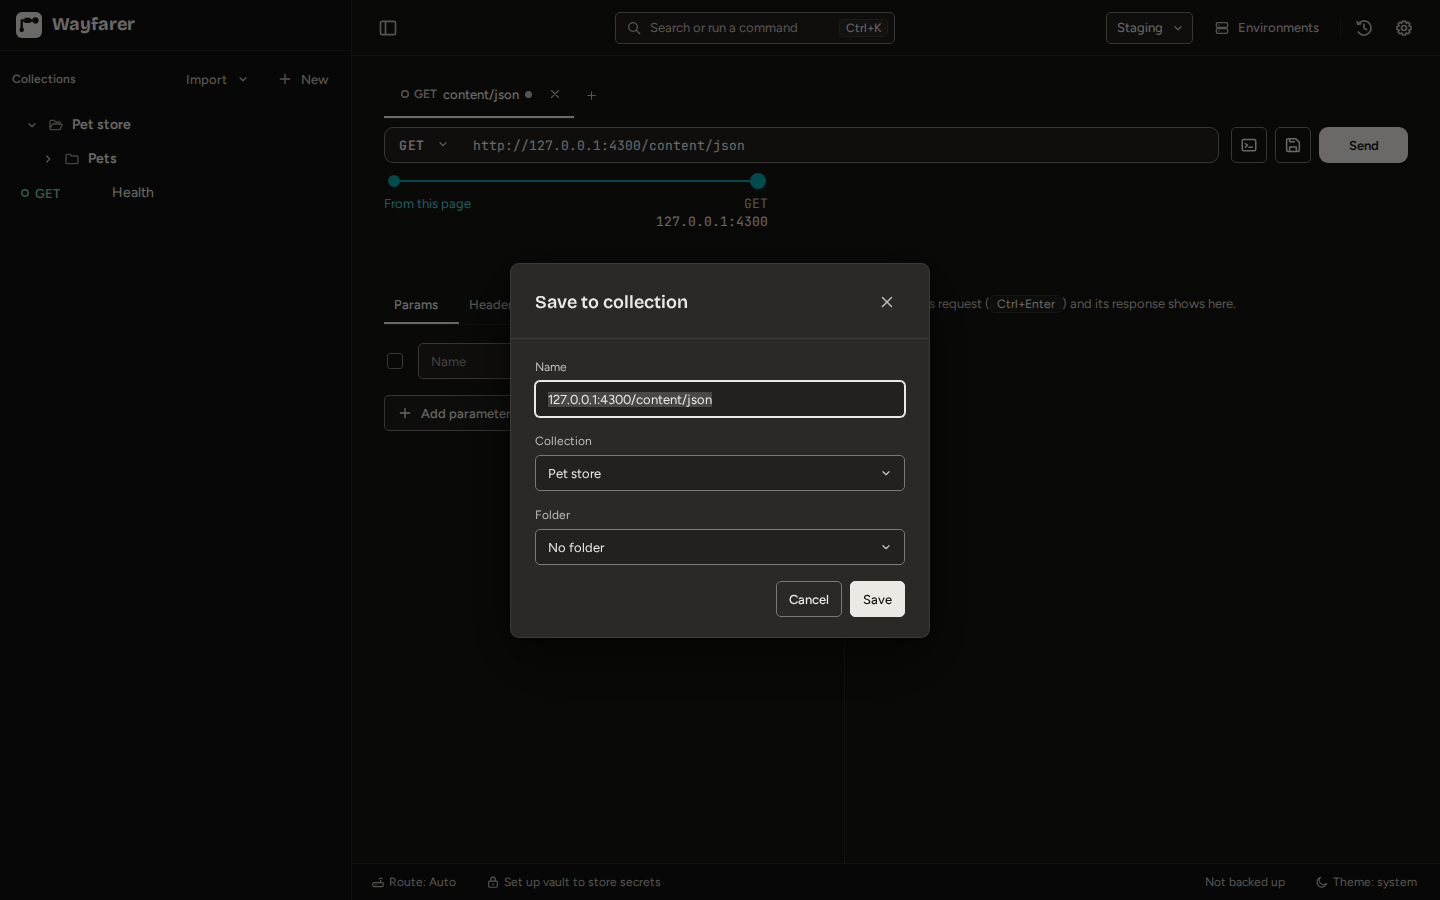 Wayfarer
Search or run a command Ctrl+K
Staging
Environments
Collections
Import
New
GET content/json
Pet store
Pets
GET Health
GET http://127.0.0.1:4300/content/json
Send
From this page
GET
127.0.0.1:4300
Params
Header
s request ( Ctrl+Enter ) and its response shows here.
Name
Add parameter
Save to collection
Name
127.0.0.1:4300/content/json
Collection
Pet store
Folder
No folder
Cancel
Save
Route: Auto
Set up vault to store secrets
Not backed up
Theme: system